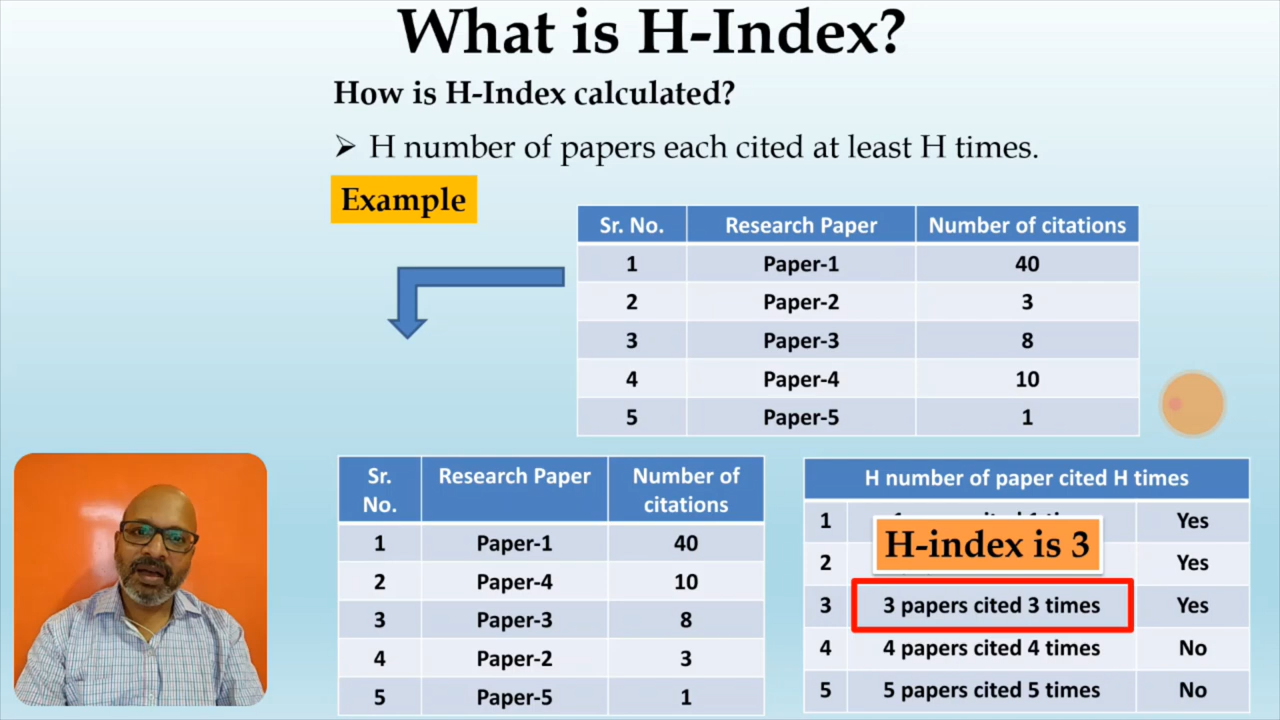 What is H-Index?
How is H-Index calculated?
H number of papers each cited at least H times.
Example
Sr. No. Research Paper Number of citations
1 Paper-1 40
2 Paper-2 3
3 Paper-3 8
4 Paper-4 10
5 Paper-5 1
Sr. No. Research Paper Number of citations
1 Paper-1 40
2 Paper-4 10
3 Paper-3 8
4 Paper-2 3
5 Paper-5 1
H number of paper cited H times
1 Yes
H-index is 3
2 Yes
3 3 papers cited 3 times Yes
4 4 papers cited 4 times No
5 5 papers cited 5 times No